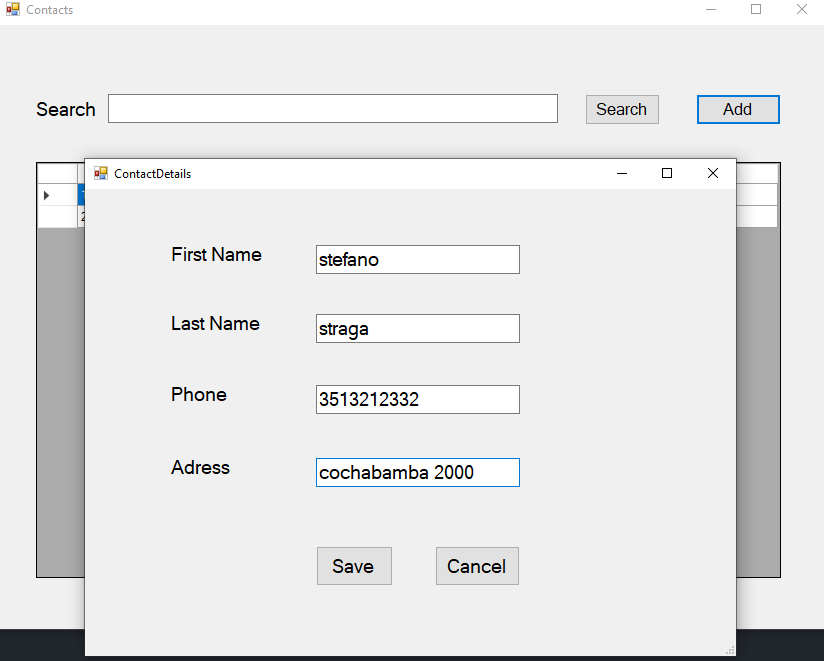 Contacts
Search
Search
Add
ContactDetails
First Name
stefano
Last Name
straga
Phone
3513212332
Adress
cochabamba 2000
Save
Cancel